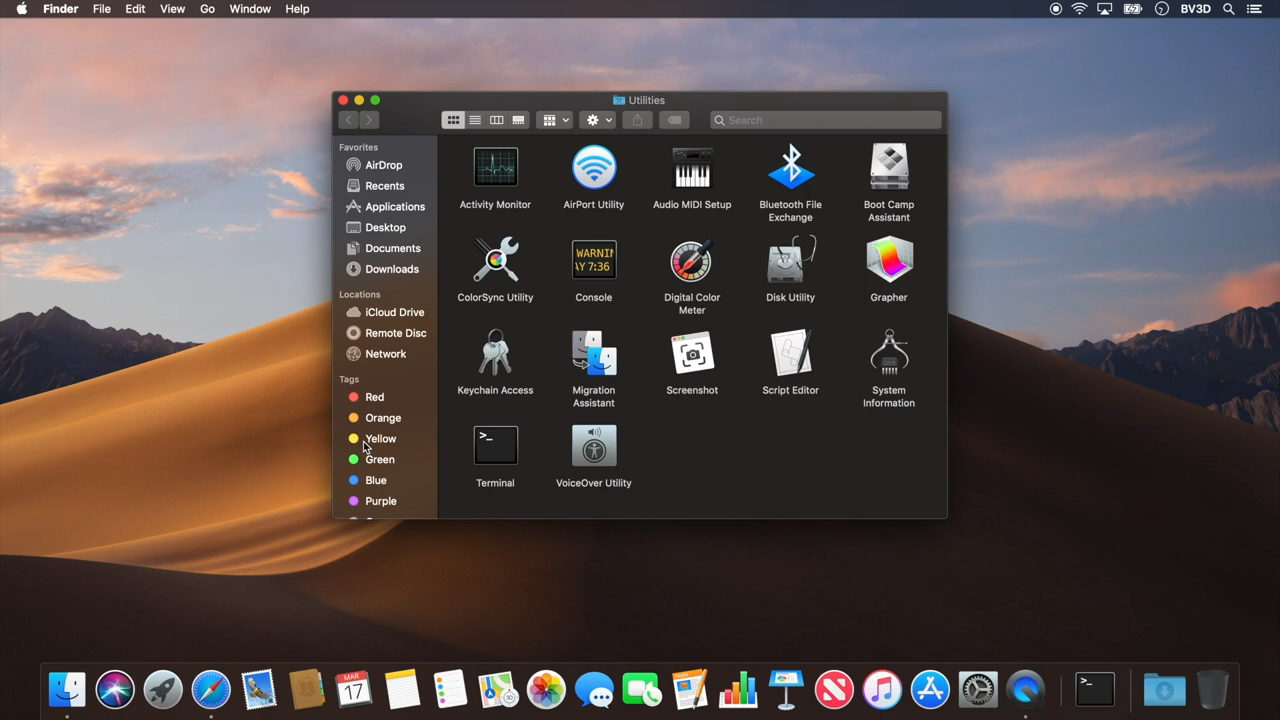 Finder File Edit View Go Window Help BV3D
Utilities
Search
Favorites
AirDrop
Recents
Applications
Desktop
Documents
Downloads
Locations
iCloud Drive
Remote Disc
Network
Tags
Red
Orange
Yellow
Green
Blue
Purple
Activity Monitor
AirPort Utility
Audio MIDI Setup
Bluetooth File
Exchange
Boot Camp
Assistant
WARNIN
AY 7:36
ColorSync Utility
Console
Digital Color
Meter
Disk Utility
Grapher
Keychain Access
Migration
Assistant
Screenshot
Script Editor
System
Information
>_
Terminal
VoiceOver Utility
MAR
17
>_